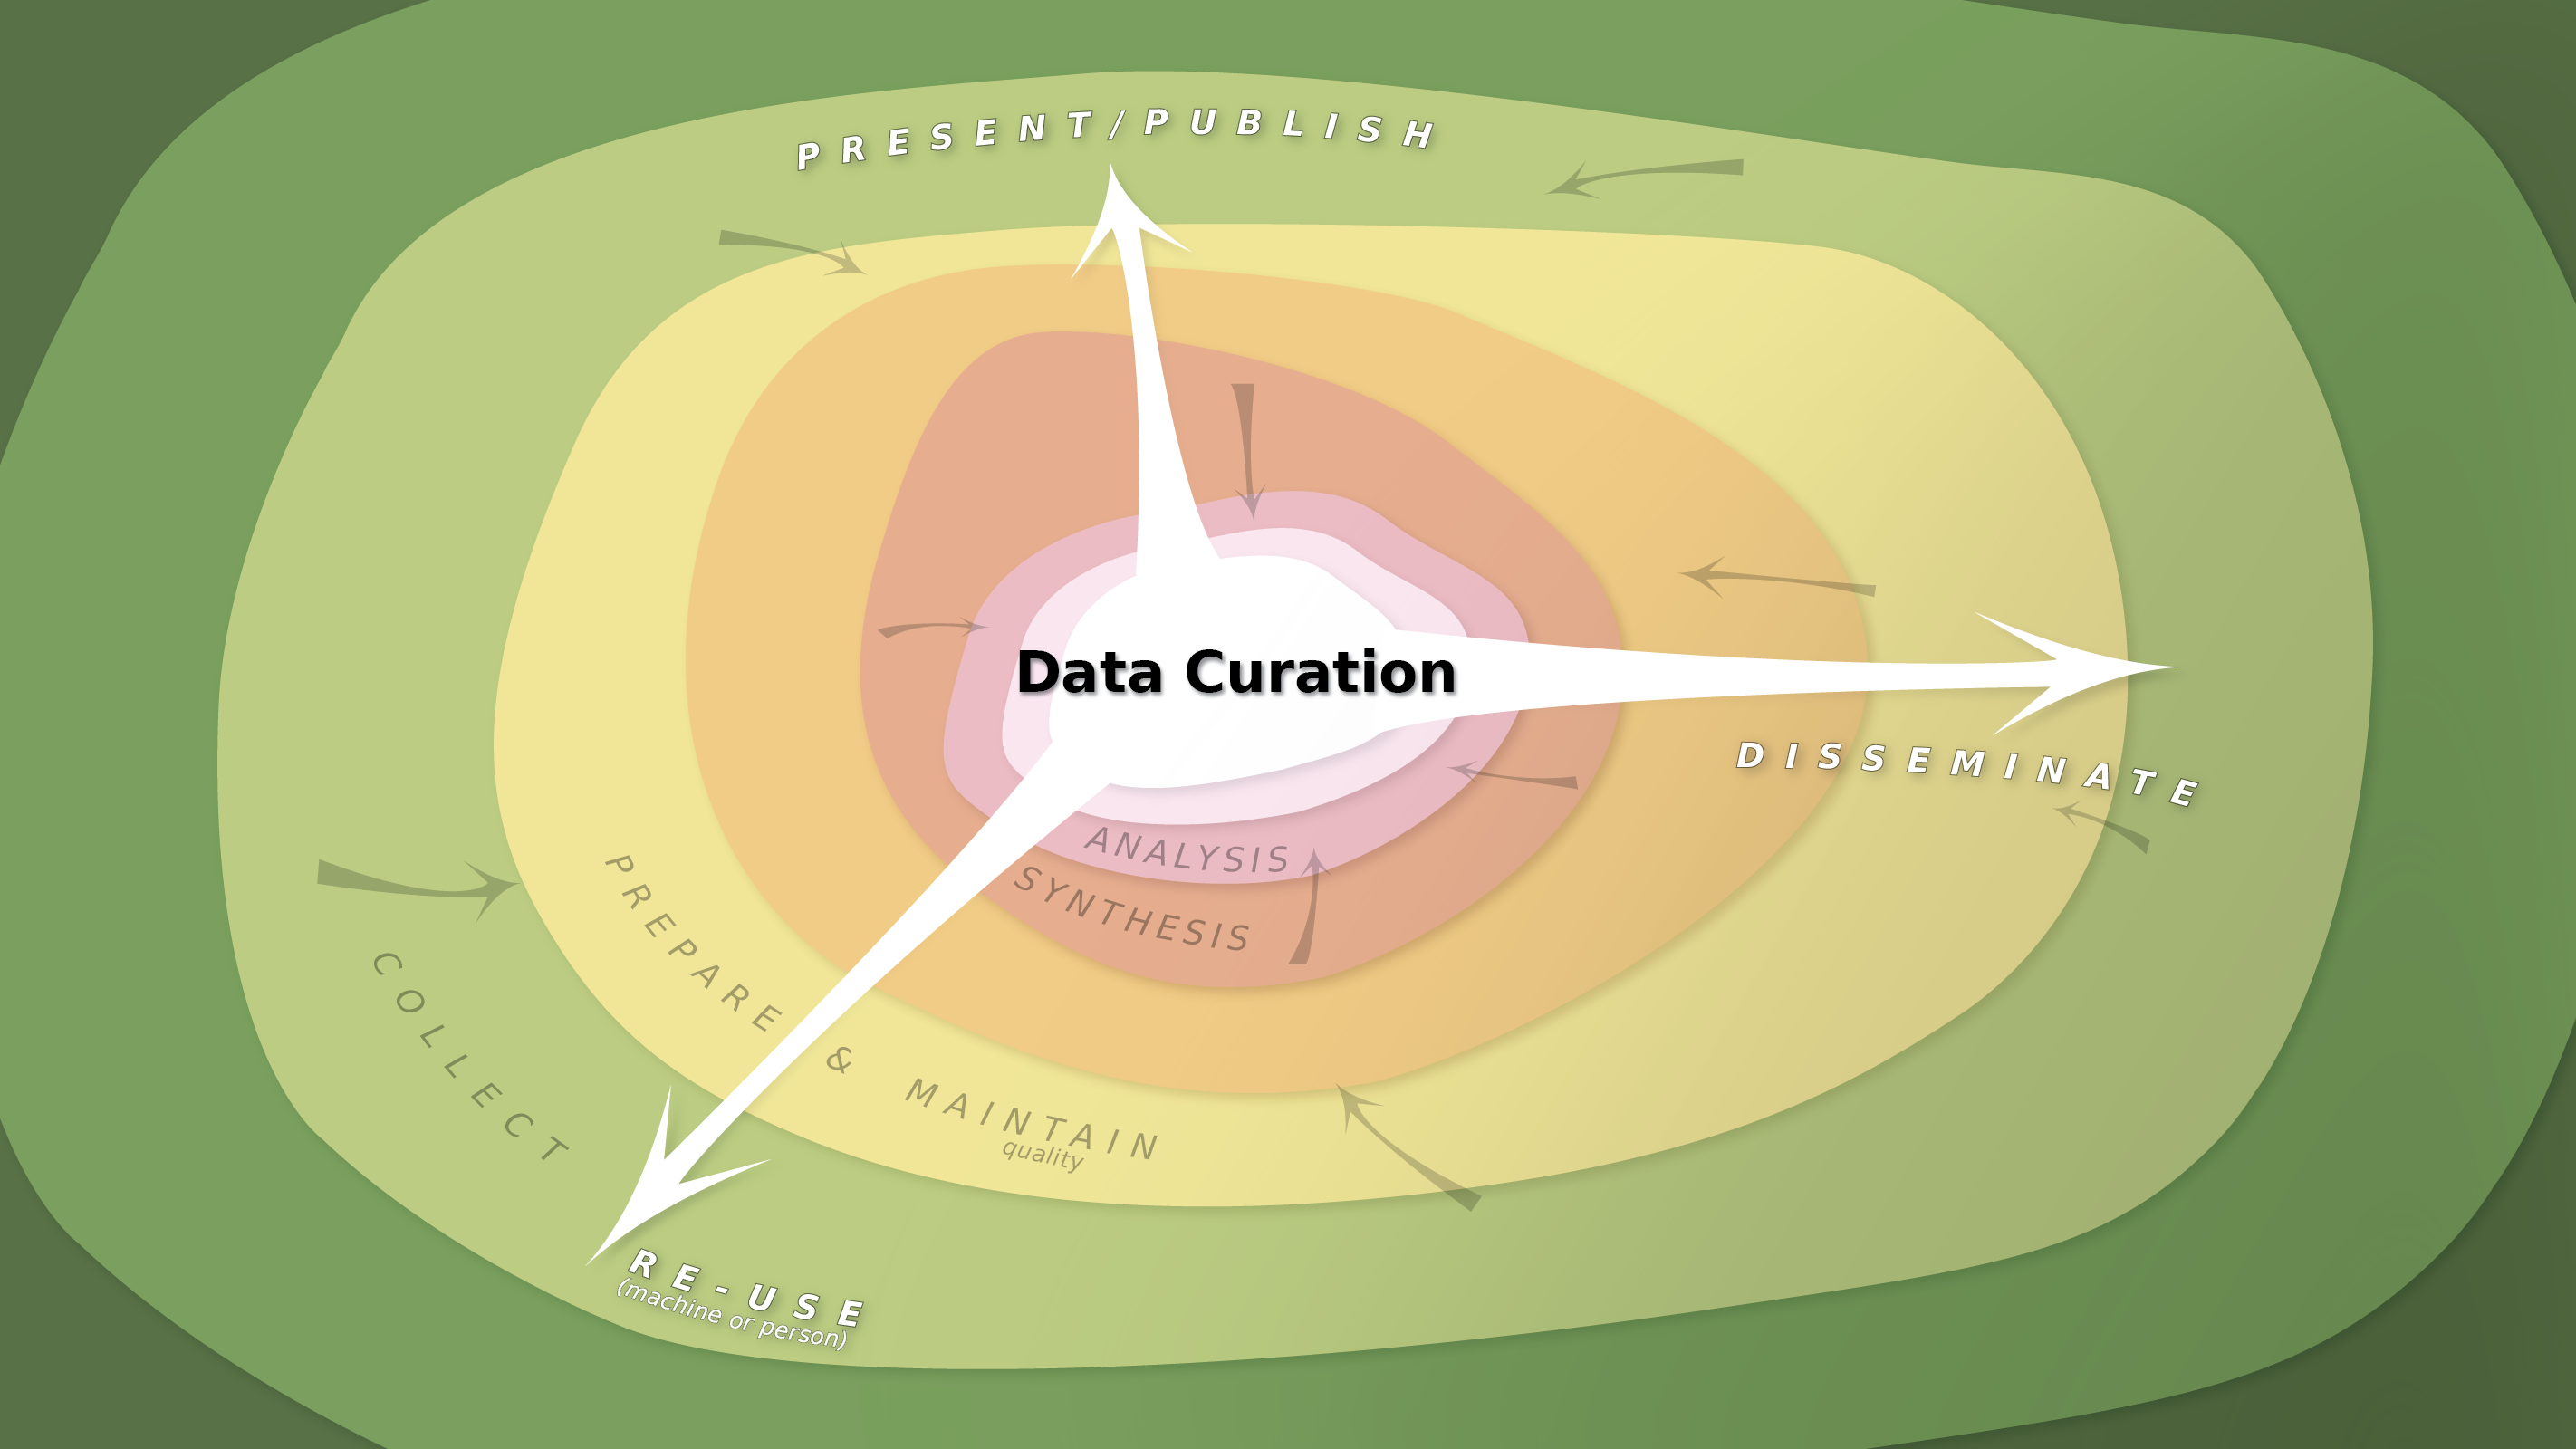 PRESENT/PUBLISH
Data Curation
DISSEMINATE
ANALYSIS
SYNTHESIS
PREPARE & MAINTAIN
quality
COLLECT
RE-USE
(machine or person)